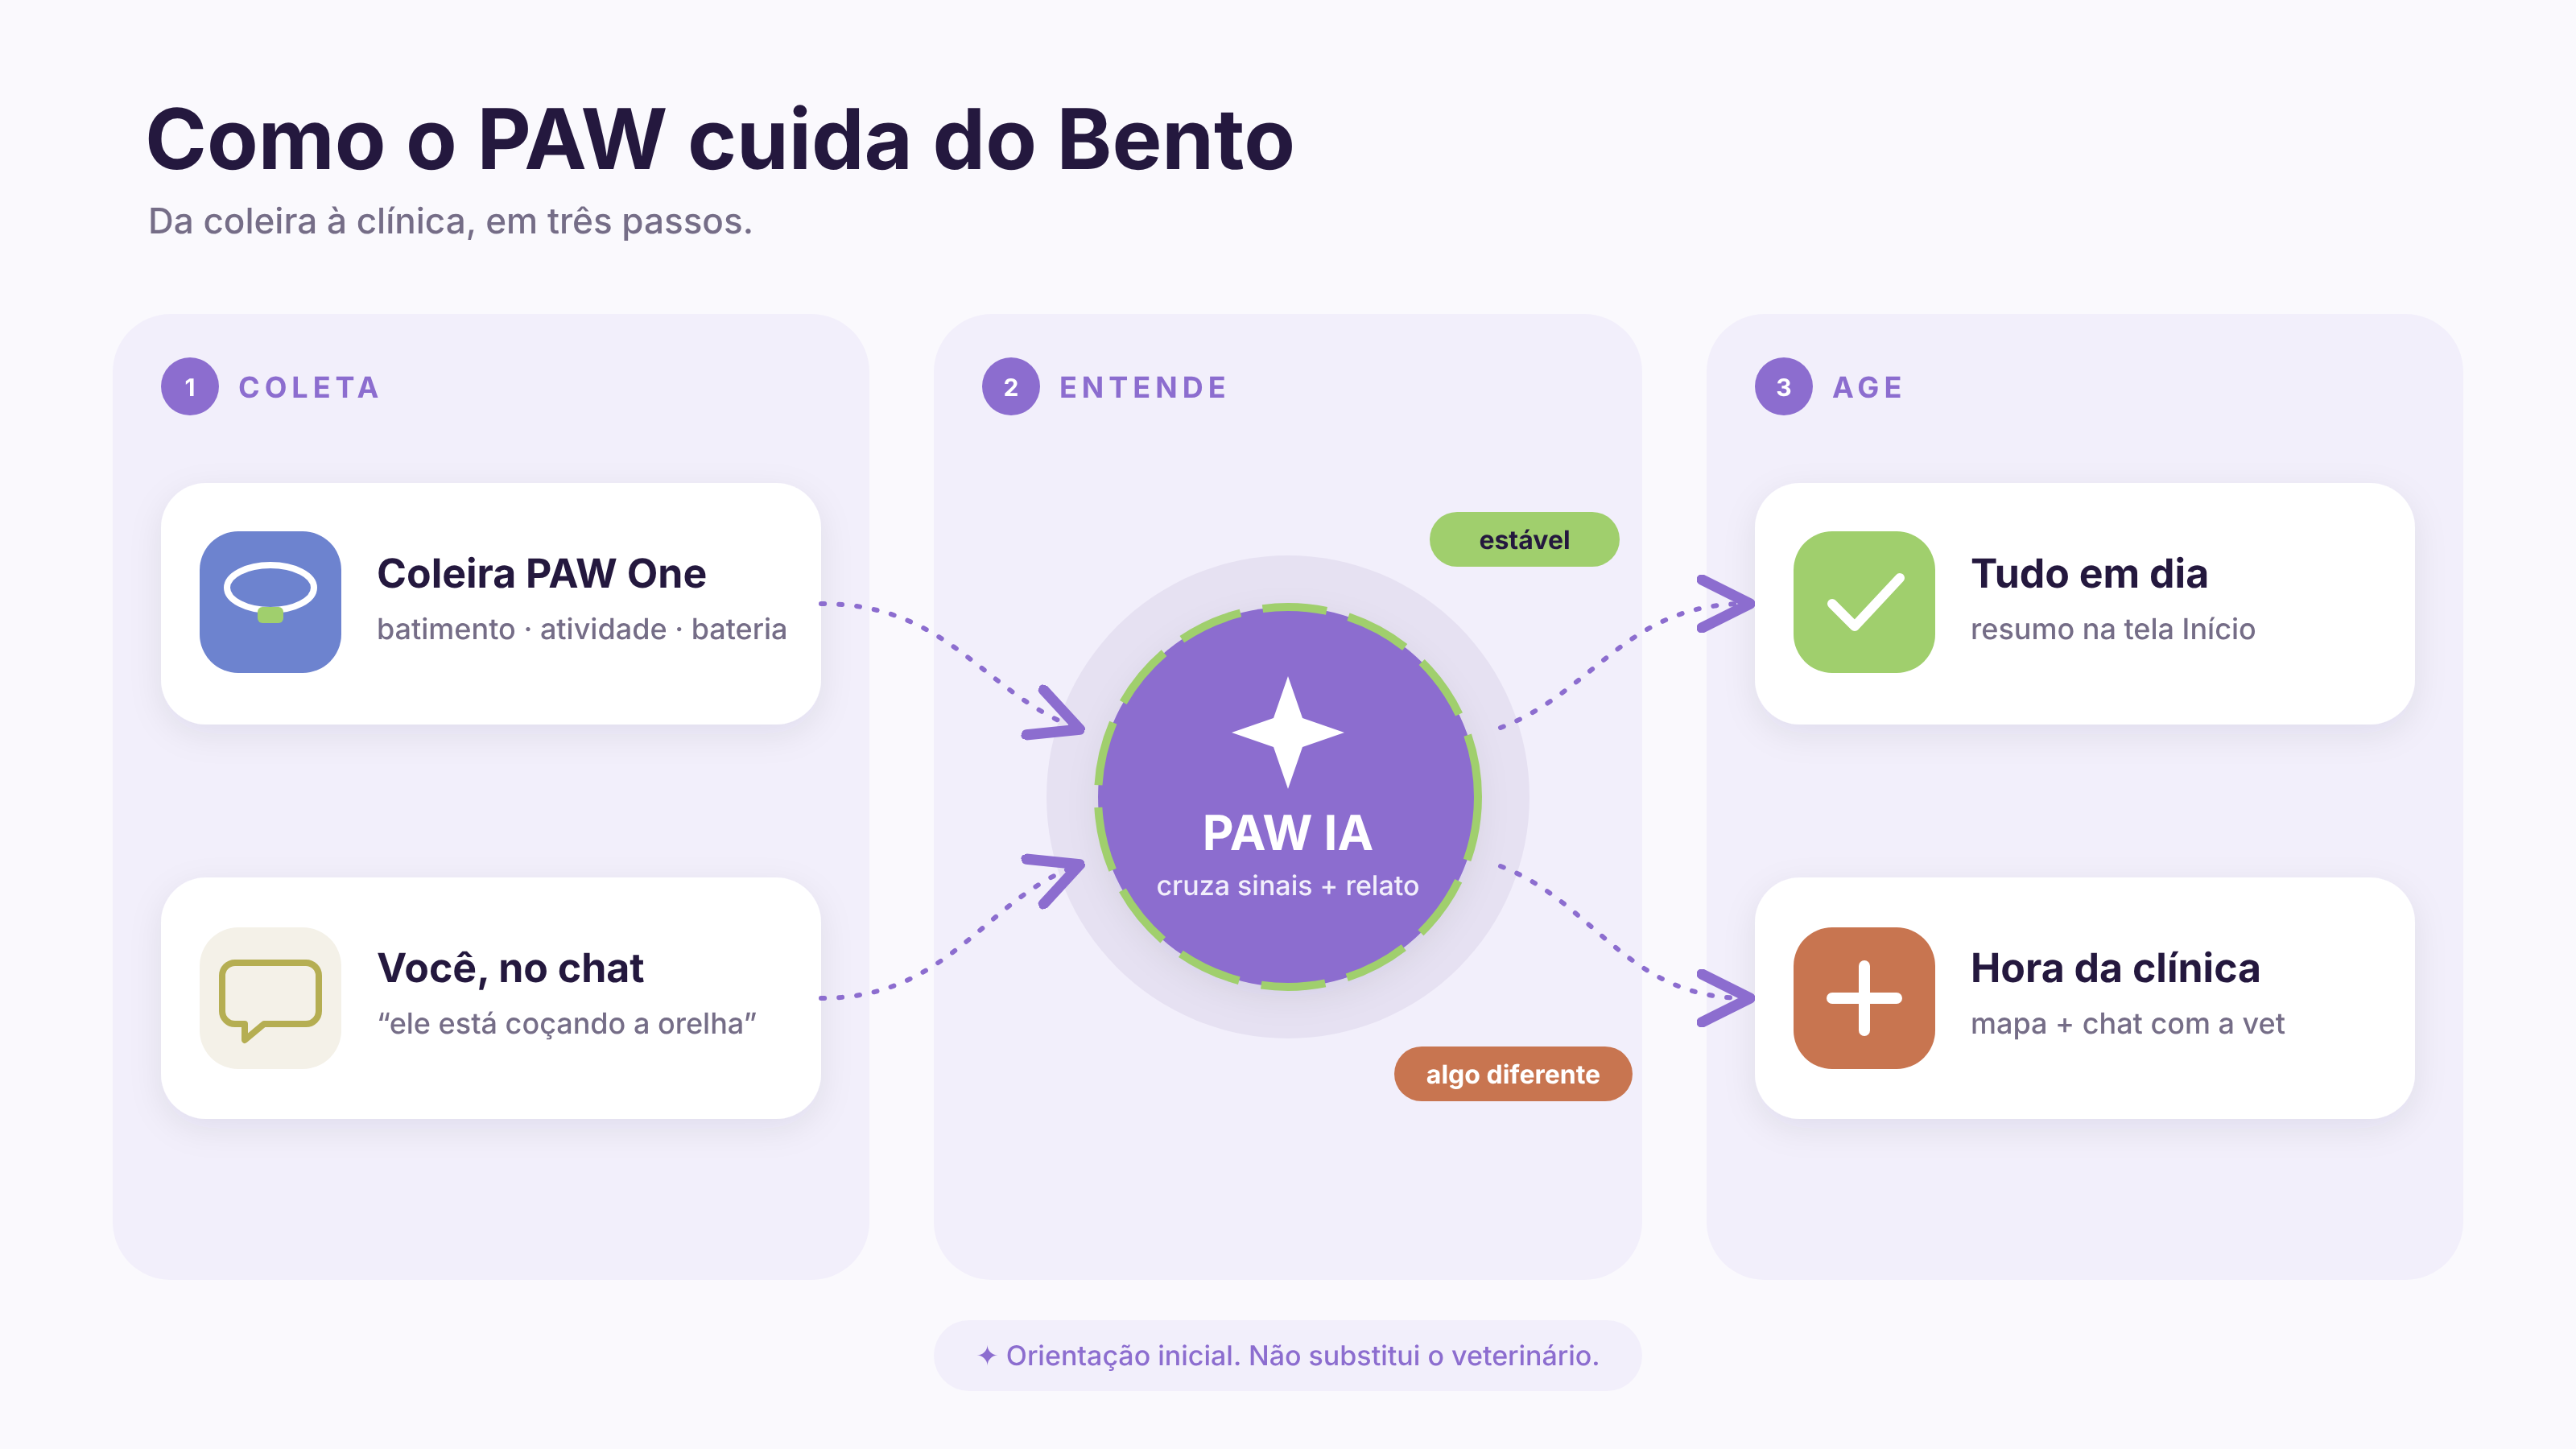 Como o PAW cuida do Bento
Da coleira à clínica, em três passos.
1 COLETA
Coleira PAW One
batimento · atividade · bateria
Você, no chat
“ele está coçando a orelha”
2 ENTENDE
estável
PAW IA
cruza sinais + relato
algo diferente
3 AGE
Tudo em dia
resumo na tela Início
Hora da clínica
mapa + chat com a vet
✦ Orientação inicial. Não substitui o veterinário.